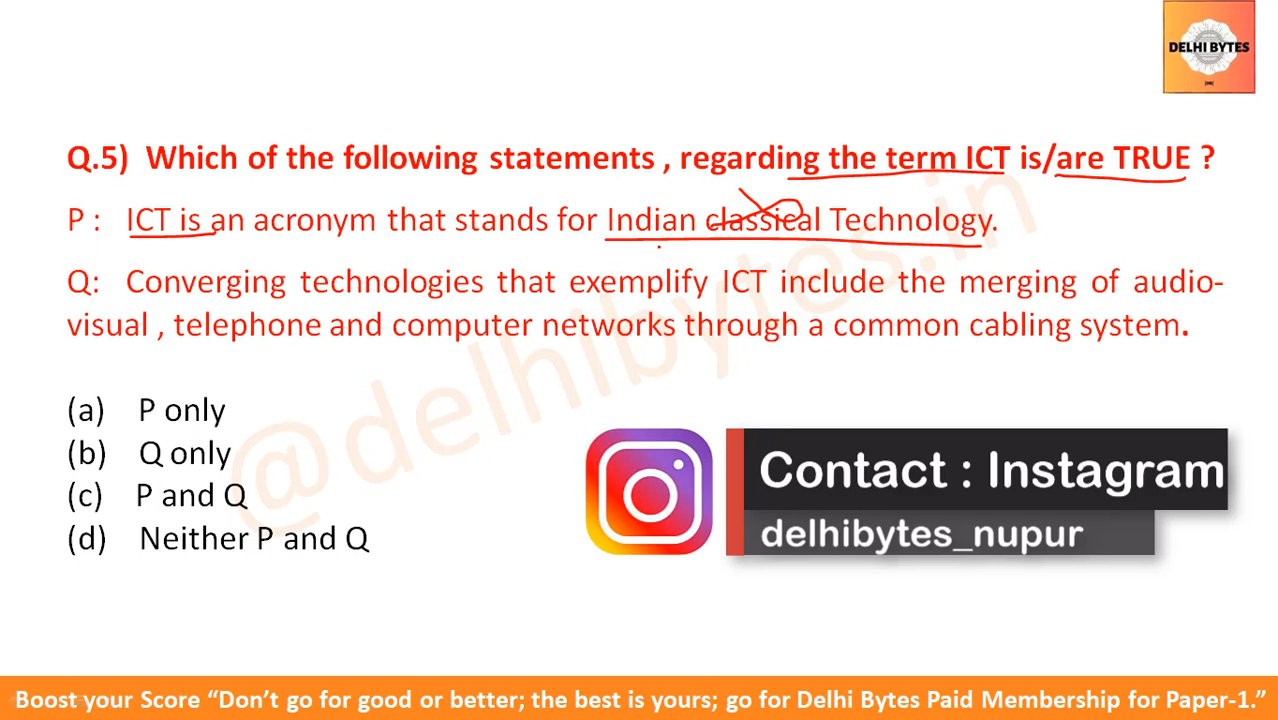 DELHI BYTES
Q.5) Which of the following statements , regarding the term ICT is/are TRUE ?
P : ICT is an acronym that stands for Indian classical Technology.
Q: Converging technologies that exemplify ICT include the merging of audio-
visual , telephone and computer networks through a common cabling system.
(a) P only
(b) Q only
(c) P and Q
(d) Neither P and Q
@delhibytes.in
Contact : Instagram
delhibytes_nupur
Boost your Score “Don’t go for good or better; the best is yours; go for Delhi Bytes Paid Membership for Paper-1.”